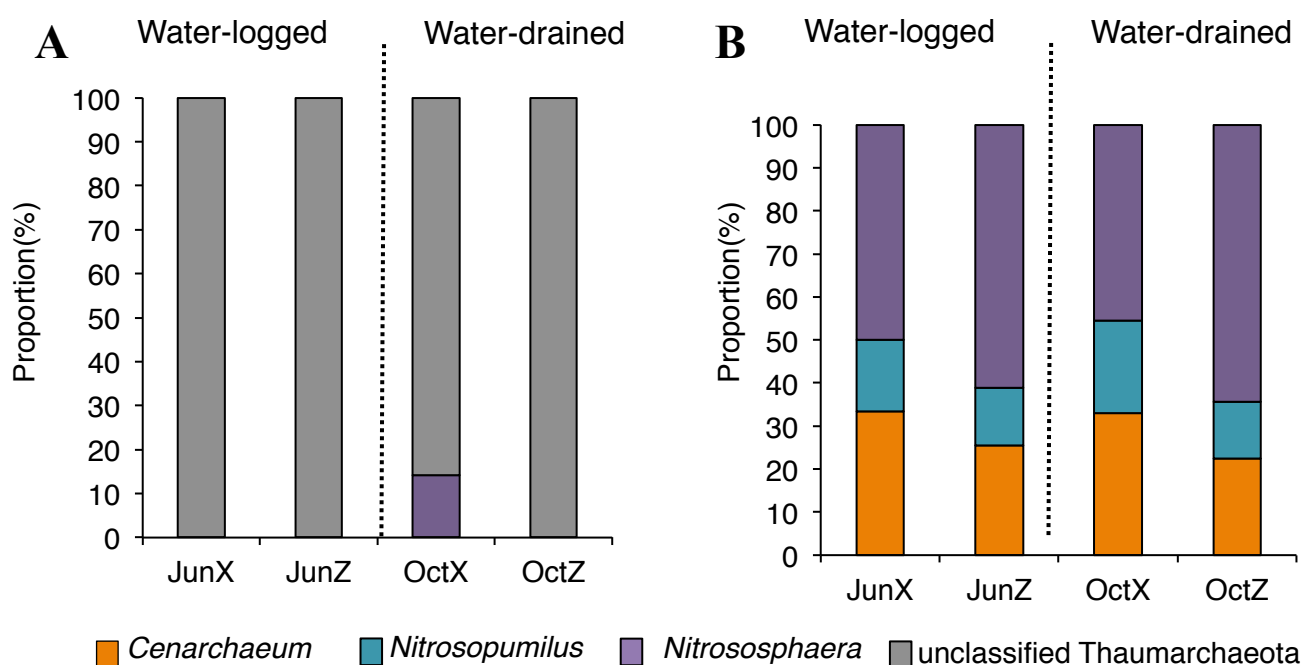 A
Water-logged
Water-drained
Proportion(%)
100
90
80
70
60
50
40
30
20
10
0
JunX
JunZ
OctX
OctZ
B
Water-logged
Water-drained
Proportion(%)
100
90
80
70
60
50
40
30
20
10
0
JunX
JunZ
OctX
OctZ
Cenarchaeum
Nitrosopumilus
Nitrososphaera
unclassified Thaumarchaeota